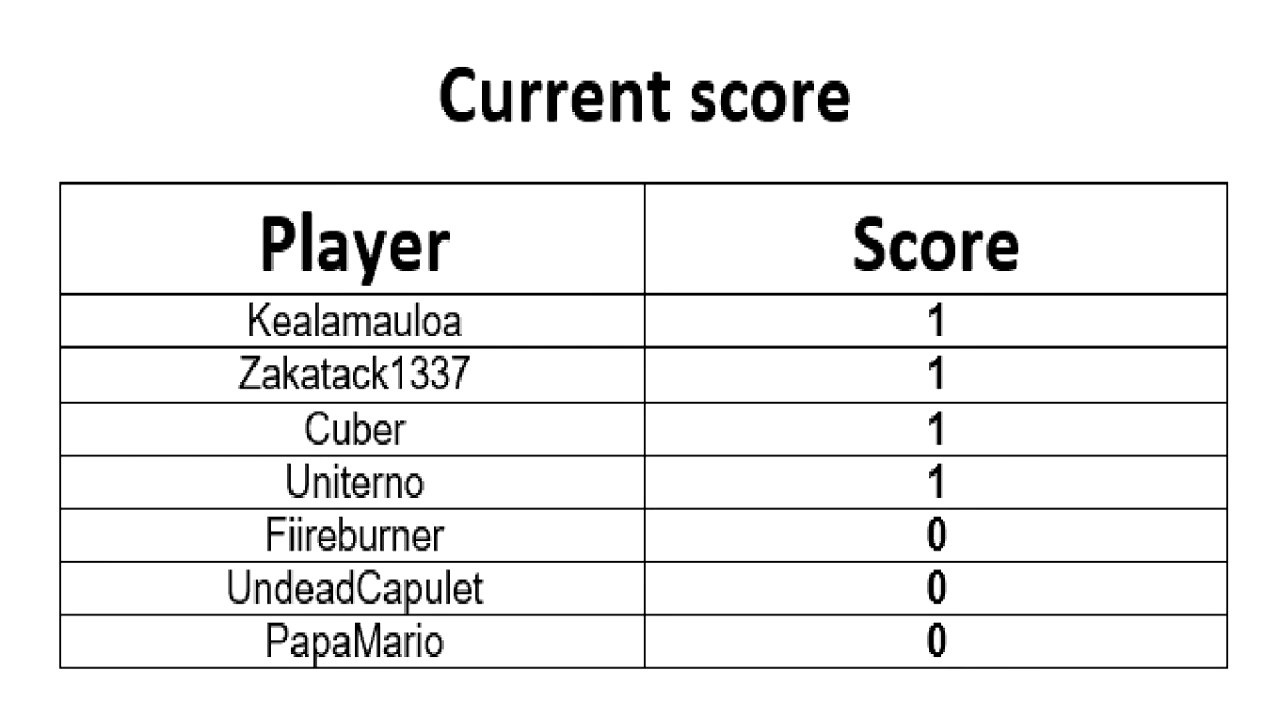 Current score
Player Score
Kealamauloa 1
Zakatack1337 1
Cuber 1
Uniterno 1
Fiireburner 0
UndeadCapulet 0
PapaMario 0